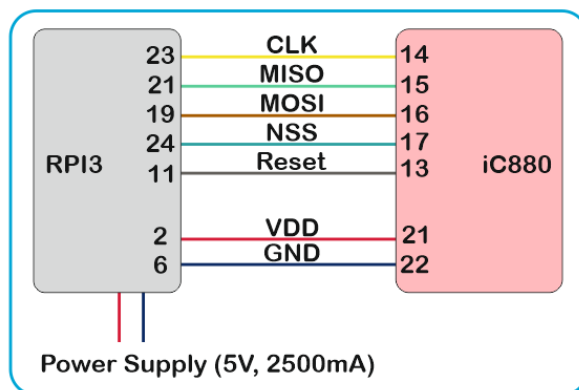 23 CLK 14
21 MISO 15
19 MOSI 16
24 NSS 17
RPI3 11 Reset 13 iC880
2 VDD 21
6 GND 22
Power Supply (5V, 2500mA)